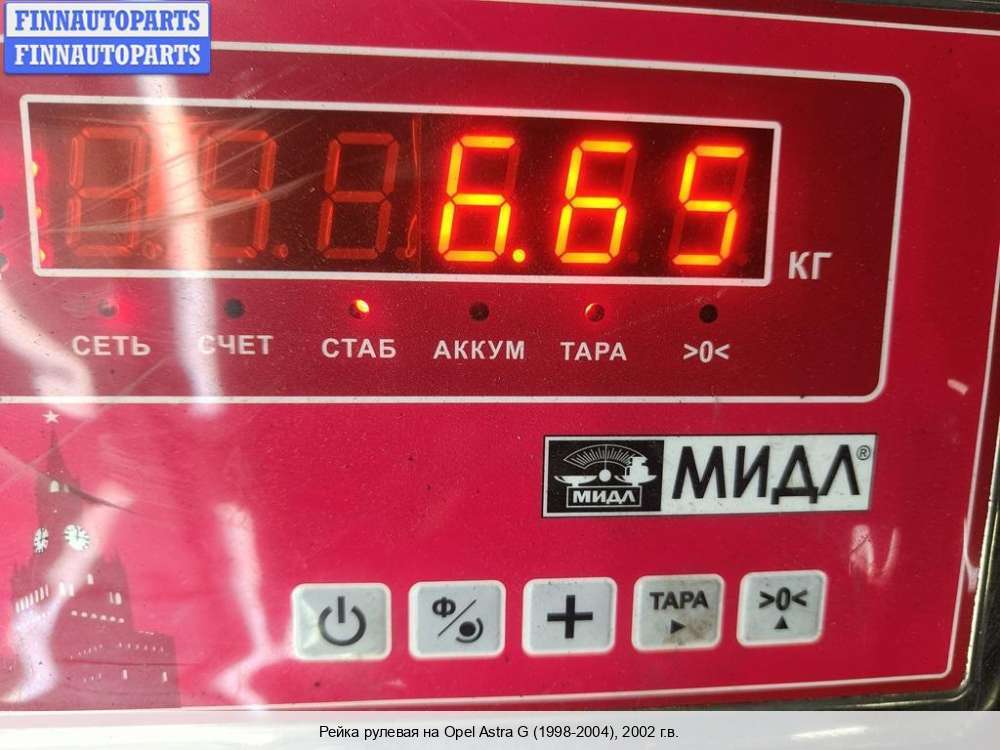 FINNAUTOPARTS
FINNAUTOPARTS
6.65
КГ
СЕТЬ СЧЕТ СТАБ АККУМ ТАРА >0<
МИДЛ МИДЛ®
Ф ТАРА >0<
Рейка рулевая на Opel Astra G (1998-2004), 2002 г.в.